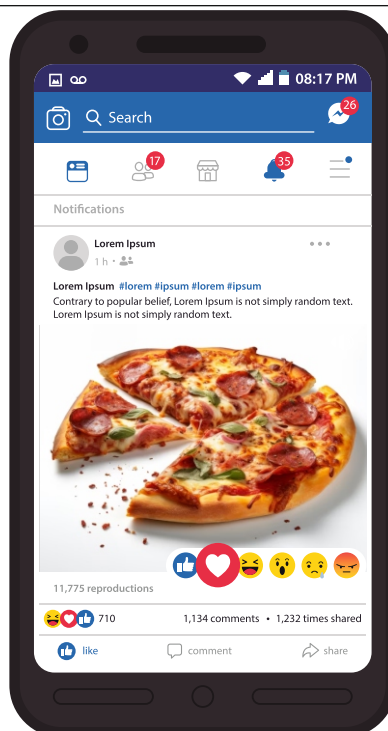 08:17 PM
Search
26
17
35
Notifications
Lorem Ipsum
1 h
Lorem Ipsum #lorem #ipsum #lorem #ipsum
Contrary to popular belief, Lorem Ipsum is not simply random text.
Lorem Ipsum is not simply random text.
11,775 reproductions
710 1,134 comments • 1,232 times shared
like comment share